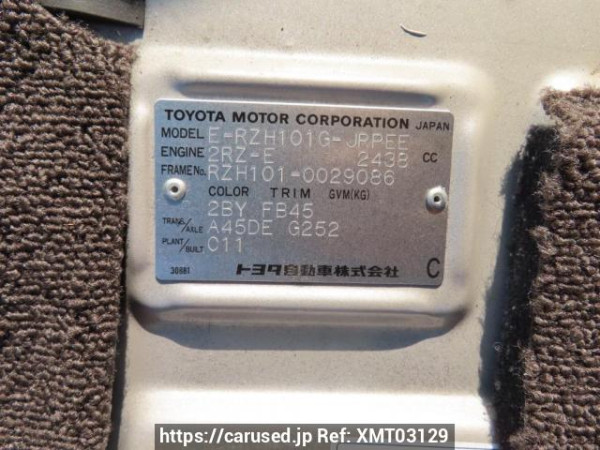 TOYOTA MOTOR CORPORATION JAPAN
MODEL E-RZH101G-JPPEE
ENGINE 2RZ-E 2438 CC
FRAME No. RZH101-0029086
COLOR TRIM GVM(KG)
2BY FB45
TRANS/AXLE A45DE G252
PLANT/BUILT C11
30681 トヨタ自動車株式会社 C
https://carused.jp Ref: XMT03129